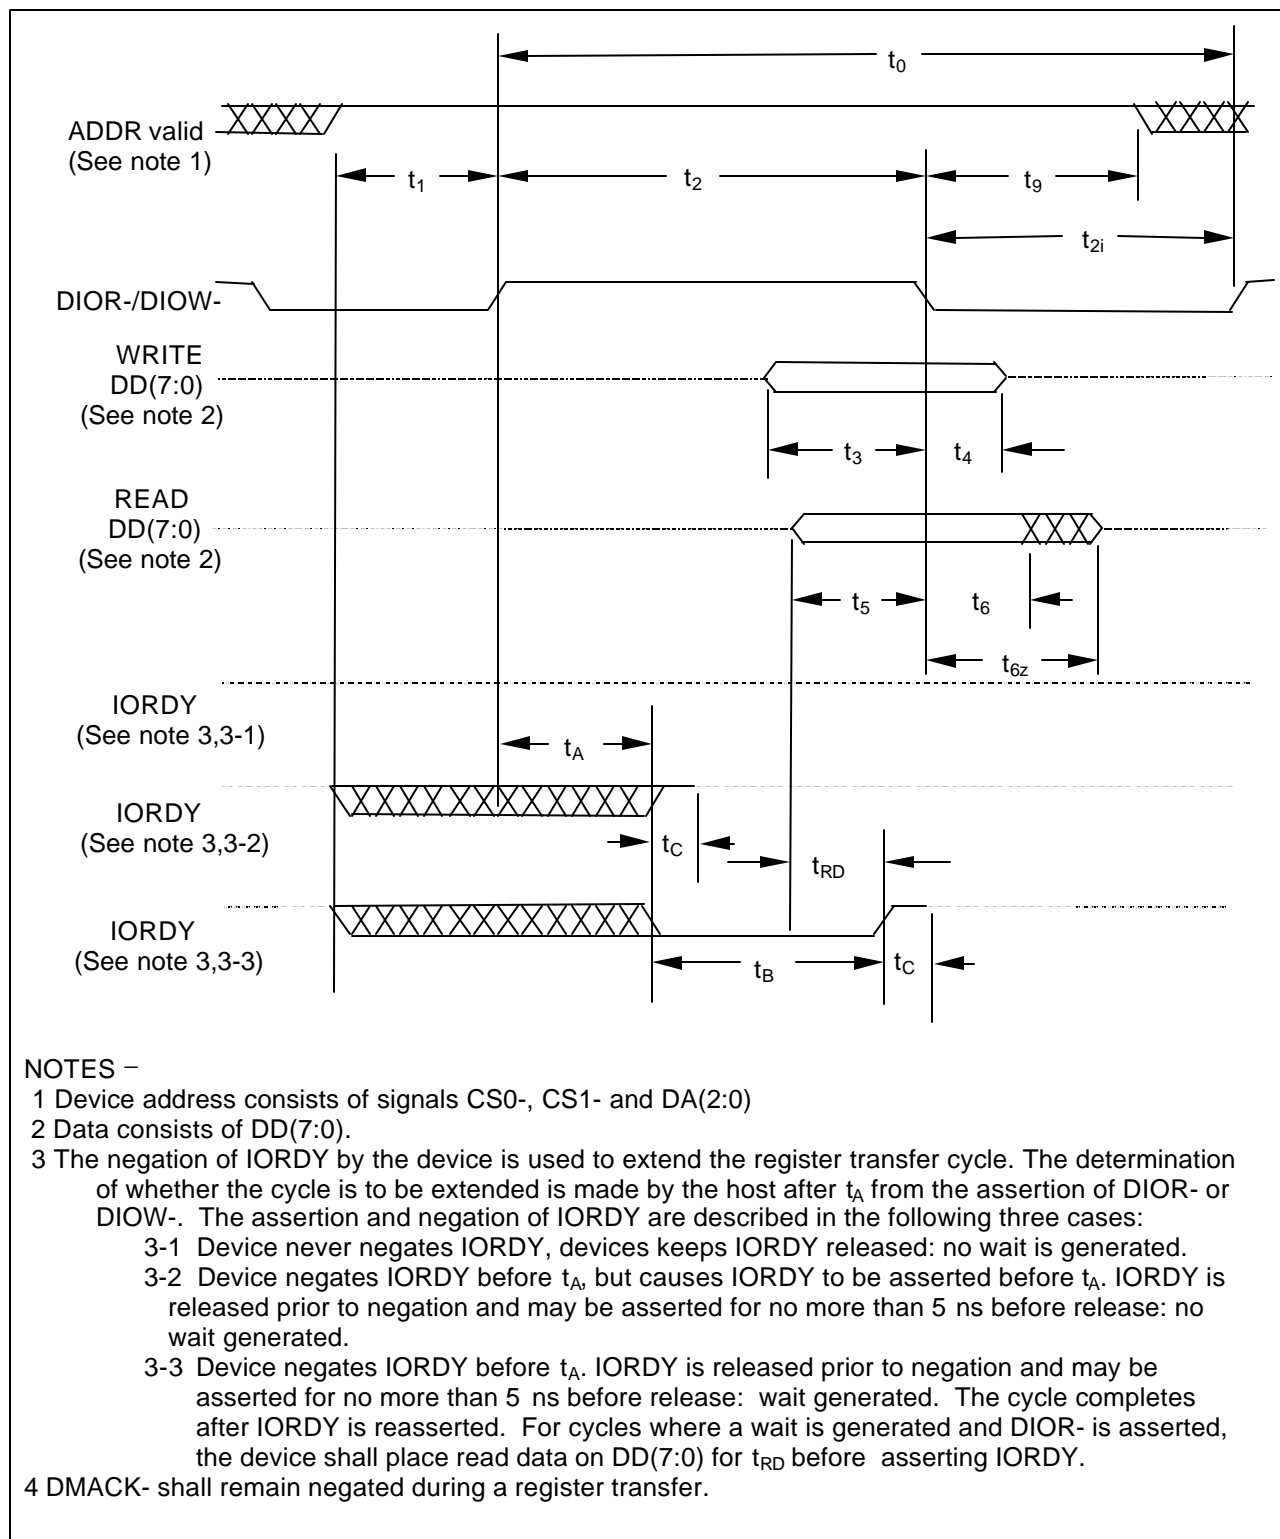 t0
ADDR valid
(See note 1)
t1
t2
t9
t2i
DIOR-/DIOW-
WRITE
DD(7:0)
(See note 2)
t3
t4
READ
DD(7:0)
(See note 2)
t5
t6
t6z
IORDY
(See note 3,3-1)
tA
IORDY
(See note 3,3-2)
tC
tRD
IORDY
(See note 3,3-3)
tB
tC
NOTES –
1 Device address consists of signals CS0-, CS1- and DA(2:0)
2 Data consists of DD(7:0).
3 The negation of IORDY by the device is used to extend the register transfer cycle. The determination
of whether the cycle is to be extended is made by the host after tA from the assertion of DIOR- or
DIOW-. The assertion and negation of IORDY are described in the following three cases:
3-1 Device never negates IORDY, devices keeps IORDY released: no wait is generated.
3-2 Device negates IORDY before tA, but causes IORDY to be asserted before tA. IORDY is
released prior to negation and may be asserted for no more than 5 ns before release: no
wait generated.
3-3 Device negates IORDY before tA. IORDY is released prior to negation and may be
asserted for no more than 5 ns before release: wait generated. The cycle completes
after IORDY is reasserted. For cycles where a wait is generated and DIOR- is asserted,
the device shall place read data on DD(7:0) for tRD before asserting IORDY.
4 DMACK- shall remain negated during a register transfer.